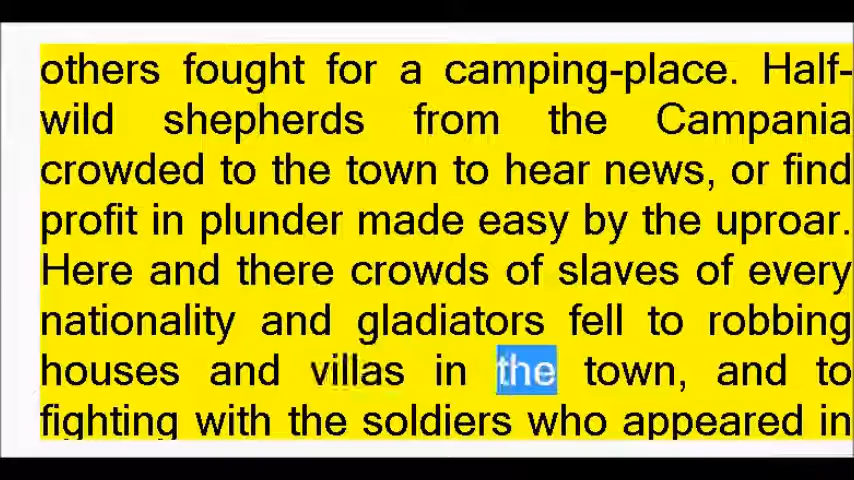 others fought for a camping-place. Half-
wild shepherds from the Campania
crowded to the town to hear news, or find
profit in plunder made easy by the uproar.
Here and there crowds of slaves of every
nationality and gladiators fell to robbing
houses and villas in the town, and to
fighting with the soldiers who appeared in